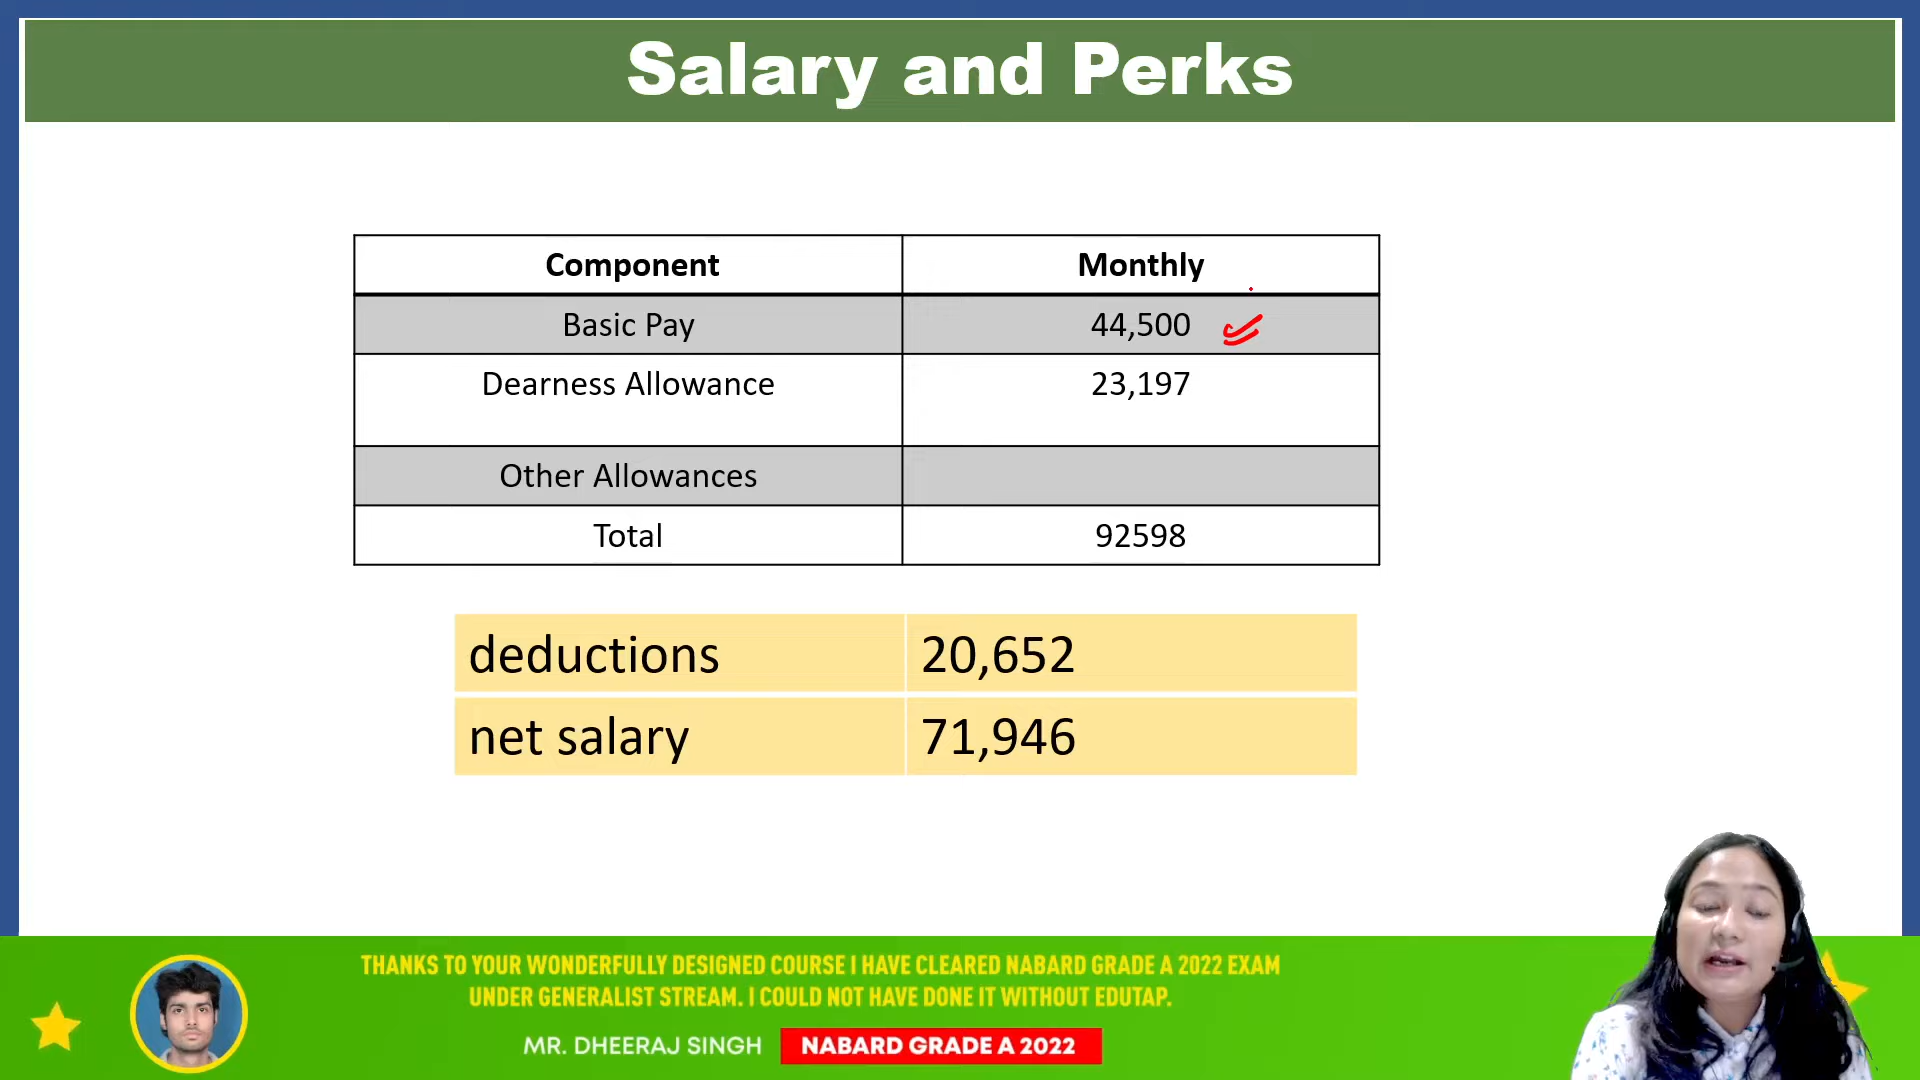 Salary and Perks
Component Monthly
Basic Pay 44,500
Dearness Allowance 23,197
Other Allowances
Total 92598
deductions 20,652
net salary 71,946
THANKS TO YOUR WONDERFULLY DESIGNED COURSE I HAVE CLEARED NABARD GRADE A 2022 EXAM
UNDER GENERALIST STREAM. I COULD NOT HAVE DONE IT WITHOUT EDUTAP.
MR. DHEERAJ SINGH NABARD GRADE A 2022